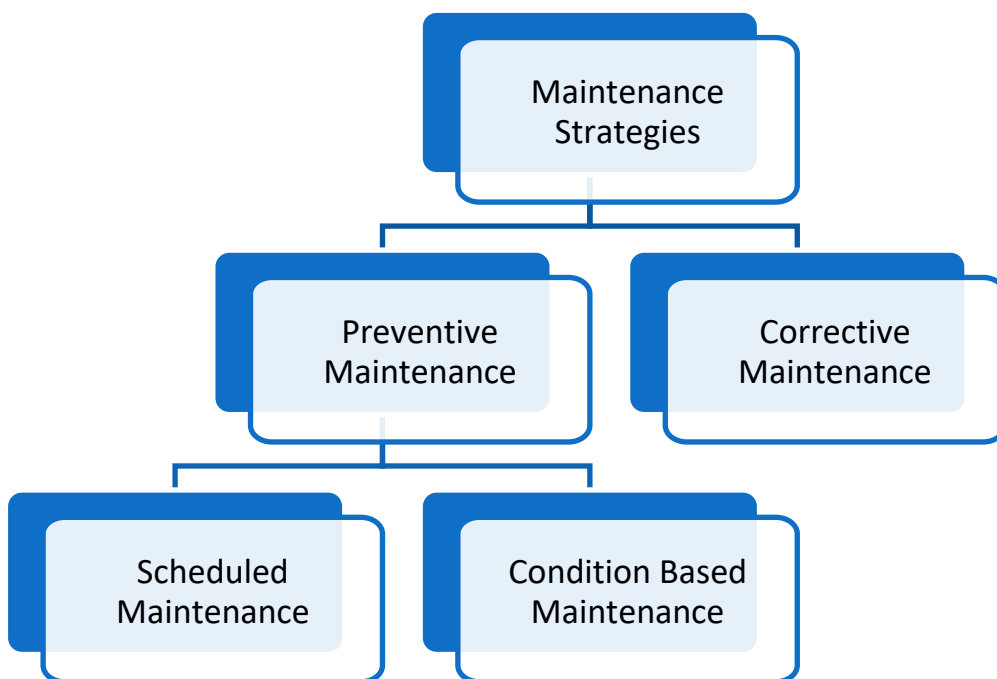 Maintenance
Strategies
Preventive
Maintenance
Corrective
Maintenance
Scheduled
Maintenance
Condition Based
Maintenance